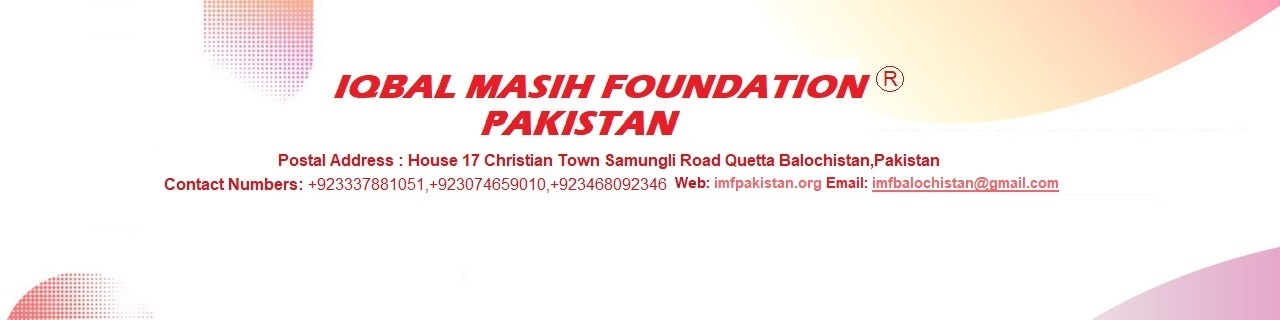 IQBAL MASIH FOUNDATION ®
PAKISTAN
Postal Address : House 17 Christian Town Samungli Road Quetta Balochistan,Pakistan
Contact Numbers: +923337881051,+923074659010,+923468092346 Web: imfpakistan.org Email: imfbalochistan@gmail.com